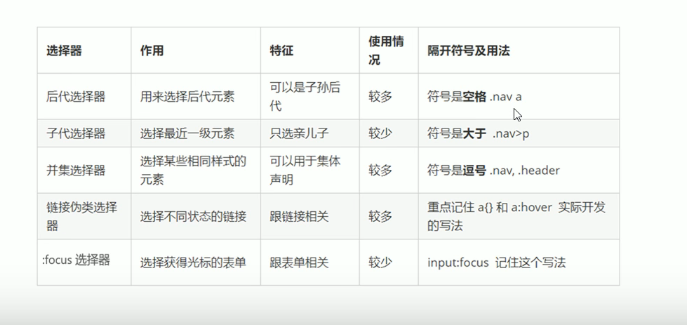 选择器 作用 特征 使用情况 隔开符号及用法
后代选择器 用来选择后代元素 可以是子孙后代 较多 符号是空格 .nav a
子代选择器 选择最近一级元素 只选亲儿子 较少 符号是大于 .nav>p
并集选择器 选择某些相同样式的元素 可以用于集体声明 较多 符号是逗号 .nav, .header
链接伪类选择器 选择不同状态的链接 跟链接相关 较多 重点记住 a{} 和 a:hover 实际开发的写法
:focus 选择器 选择获得光标的表单 跟表单相关 较少 input:focus 记住这个写法